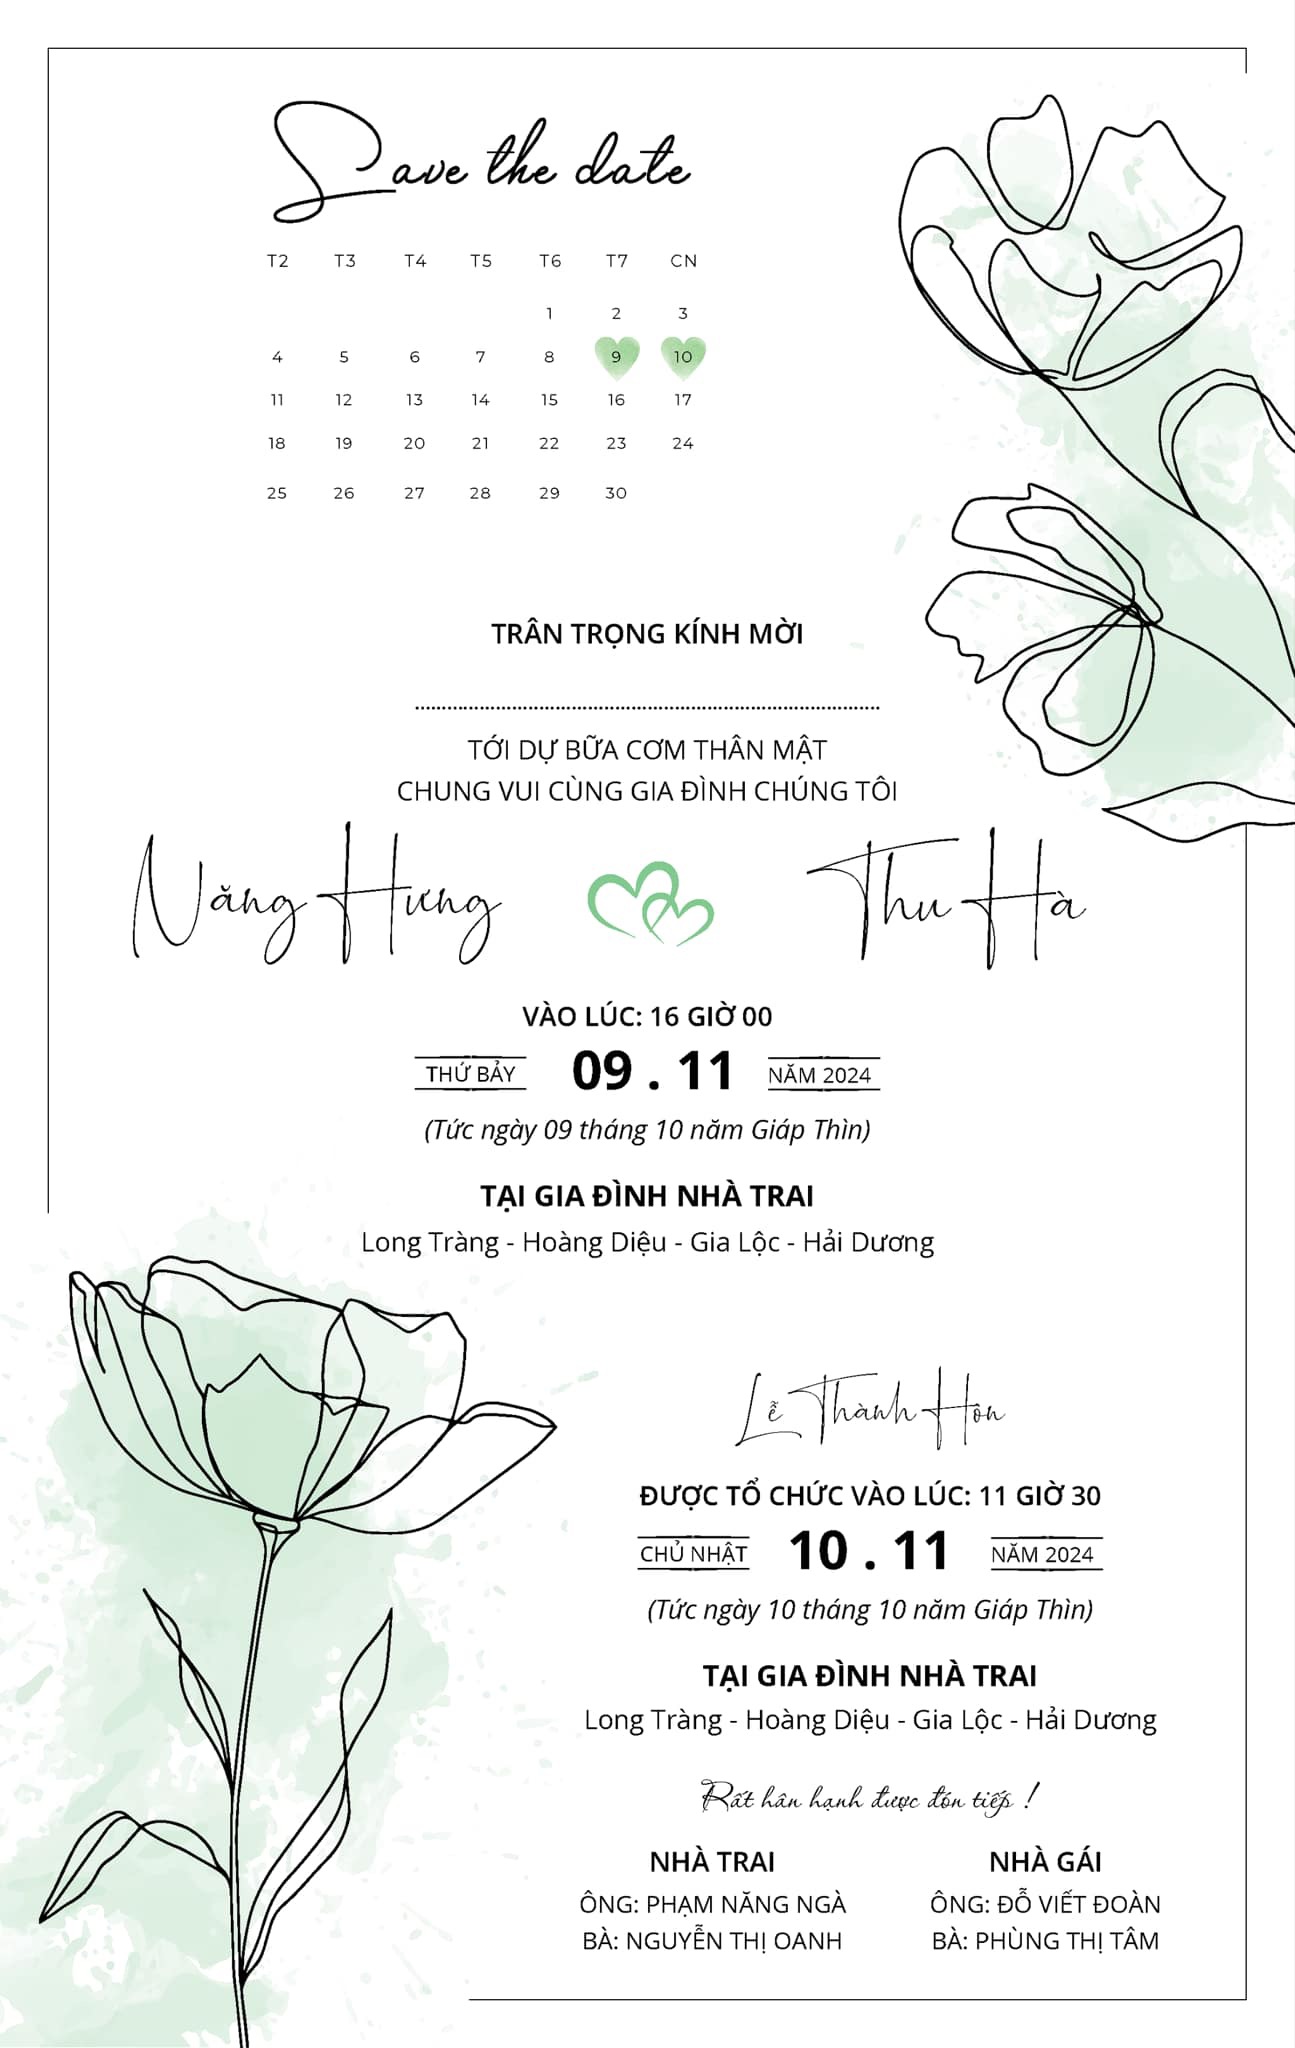 Save the date
T2 T3 T4 T5 T6 T7 CN
1 2 3
4 5 6 7 8 9 10
11 12 13 14 15 16 17
18 19 20 21 22 23 24
25 26 27 28 29 30
TRÂN TRỌNG KÍNH MỜI
TỚI DỰ BỮA CƠM THÂN MẬT
CHUNG VUI CÙNG GIA ĐÌNH CHÚNG TÔI
Năng Hưng Thu Hà
VÀO LÚC: 16 GIỜ 00
THỨ BẢY 09 . 11 NĂM 2024
(Tức ngày 09 tháng 10 năm Giáp Thìn)
TẠI GIA ĐÌNH NHÀ TRAI
Long Tràng - Hoàng Diệu - Gia Lộc - Hải Dương
Lễ Thành Hôn
ĐƯỢC TỔ CHỨC VÀO LÚC: 11 GIỜ 30
CHỦ NHẬT 10 . 11 NĂM 2024
(Tức ngày 10 tháng 10 năm Giáp Thìn)
TẠI GIA ĐÌNH NHÀ TRAI
Long Tràng - Hoàng Diệu - Gia Lộc - Hải Dương
Rất hân hạnh được đón tiếp !
NHÀ TRAI NHÀ GÁI
ÔNG: PHẠM NĂNG NGÀ ÔNG: ĐỖ VIẾT ĐOÀN
BÀ: NGUYỄN THỊ OANH BÀ: PHÙNG THỊ TÂM